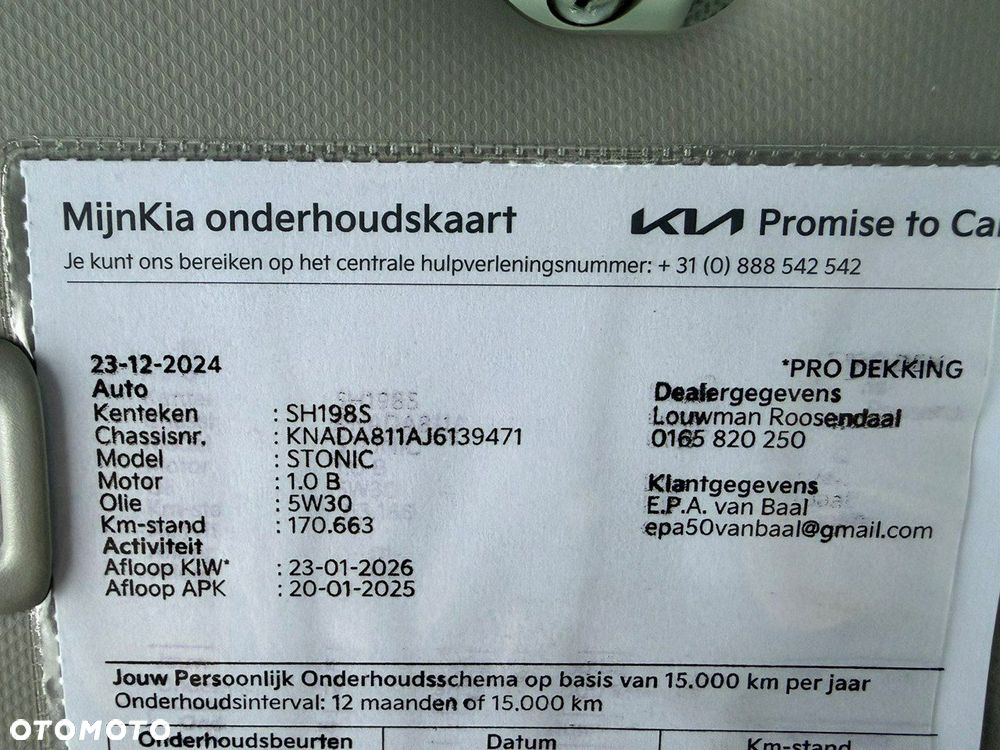 MijnKia onderhoudskaart
KIA Promise to Ca
Je kunt ons bereiken op het centrale hulpverleningsnummer: + 31 (0) 888 542 542
23-12-2024
*PRO DEKKING
Auto
Kenteken : SH198S
Chassisnr. : KNADA811AJ6139471
Model : STONIC
Motor : 1.0 B
Olie : 5W30
Km-stand : 170.663
Activiteit
Afloop KIW* : 23-01-2026
Afloop APK : 20-01-2025
Dealergegevens
Louwman Roosendaal
0165 820 250
Klantgegevens
E.P.A. van Baal
epa50vanbaal@gmail.com
Jouw Persoonlijk Onderhoudsschema op basis van 15.000 km per jaar
Onderhoudsinterval: 12 maanden of 15.000 km
Onderhoudsbeurten Datum Km-stand
OTOMOTO